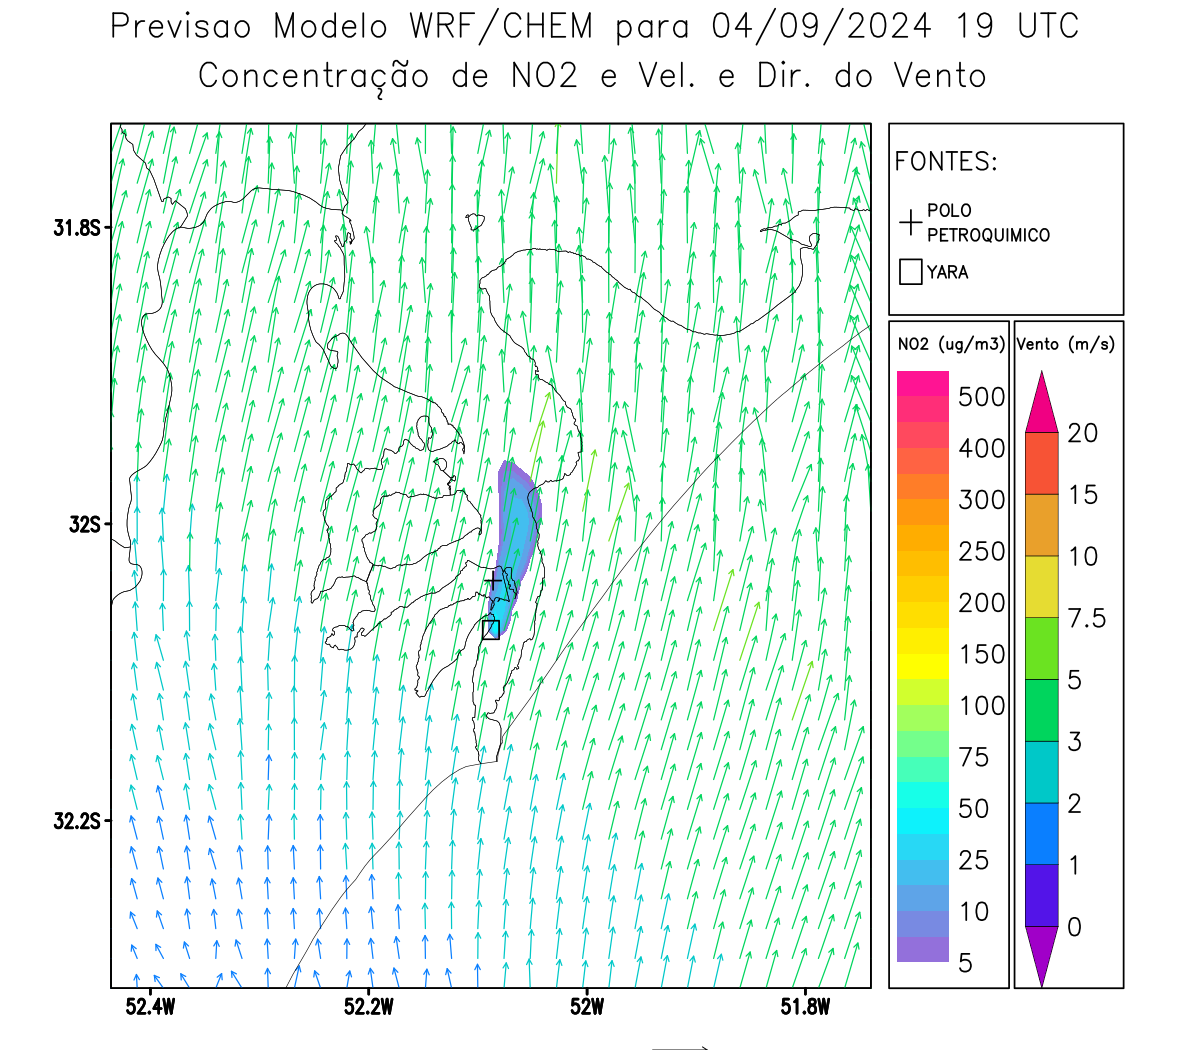 Previsao Modelo WRF/CHEM para 04/09/2024 19 UTC
Concentração de NO2 e Vel. e Dir. do Vento
FONTES:
POLO
PETROQUIMICO
YARA
31.8S
32S
32.2S
52.4W
52.2W
52W
51.8W
NO2 (ug/m3)
500
400
300
250
200
150
100
75
50
25
10
5
Vento (m/s)
20
15
10
7.5
5
3
2
1
0